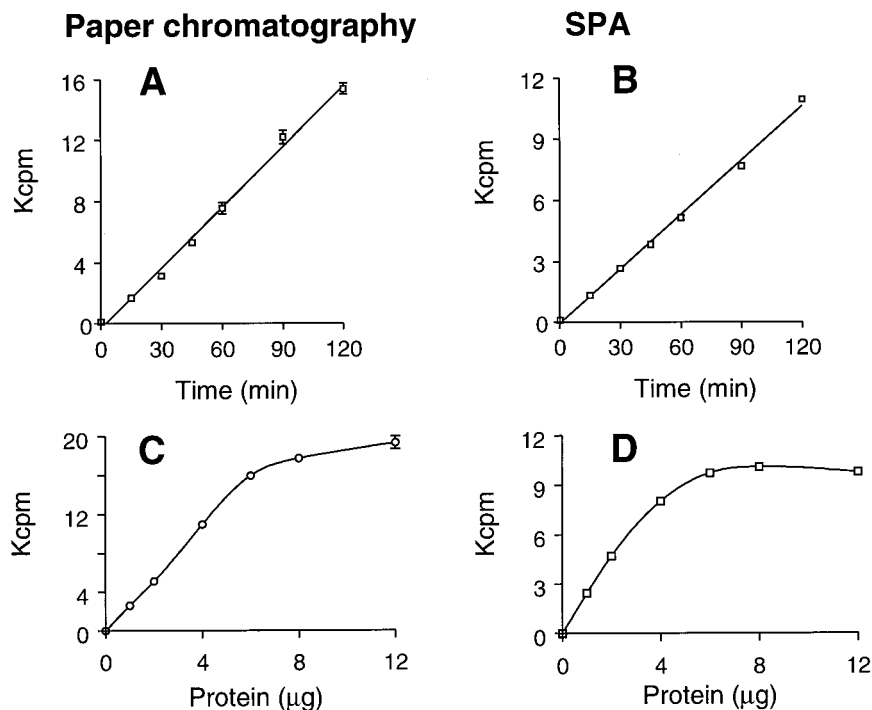 Paper chromatography
SPA
A
16
12
8
4
0
Kcpm
0 30 60 90 120
Time (min)
B
12
9
6
3
0
Kcpm
0 30 60 90 120
Time (min)
C
20
12
4
0
Kcpm
0 4 8 12
Protein (μg)
D
12
9
6
3
0
Kcpm
0 4 8 12
Protein (μg)